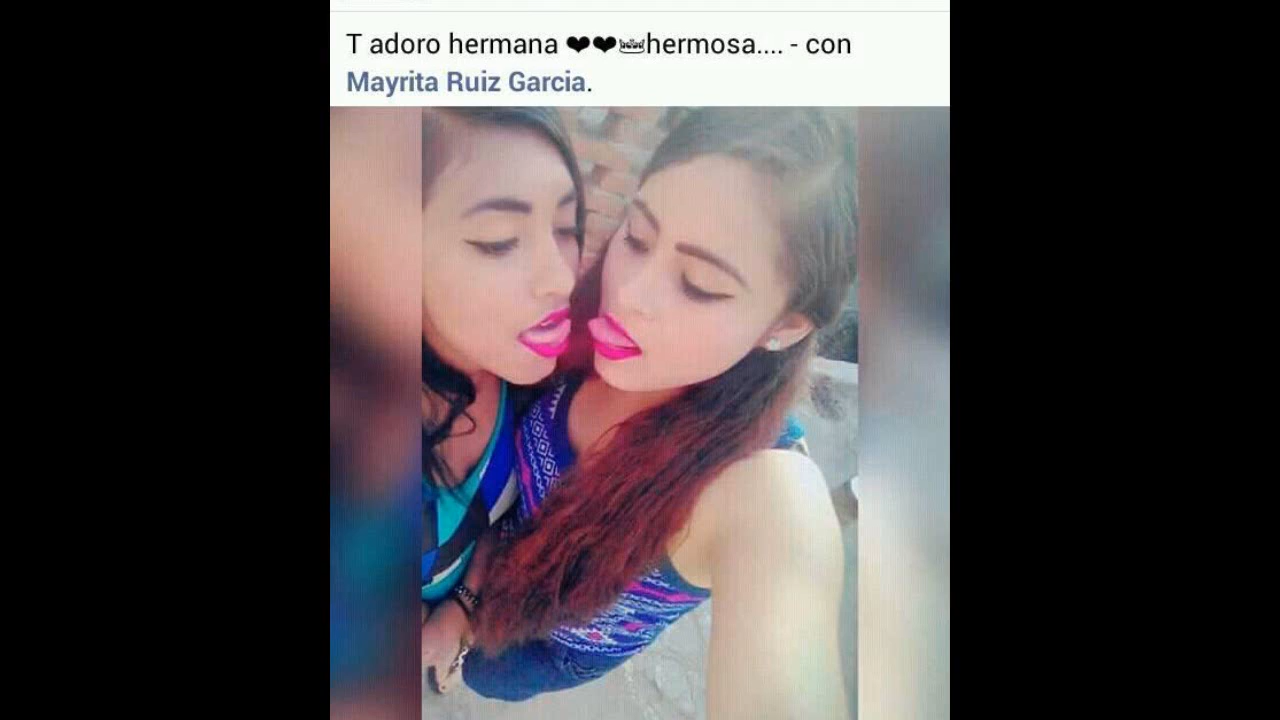 T adoro hermana ❤❤👑hermosa.... - con
Mayrita Ruiz Garcia.